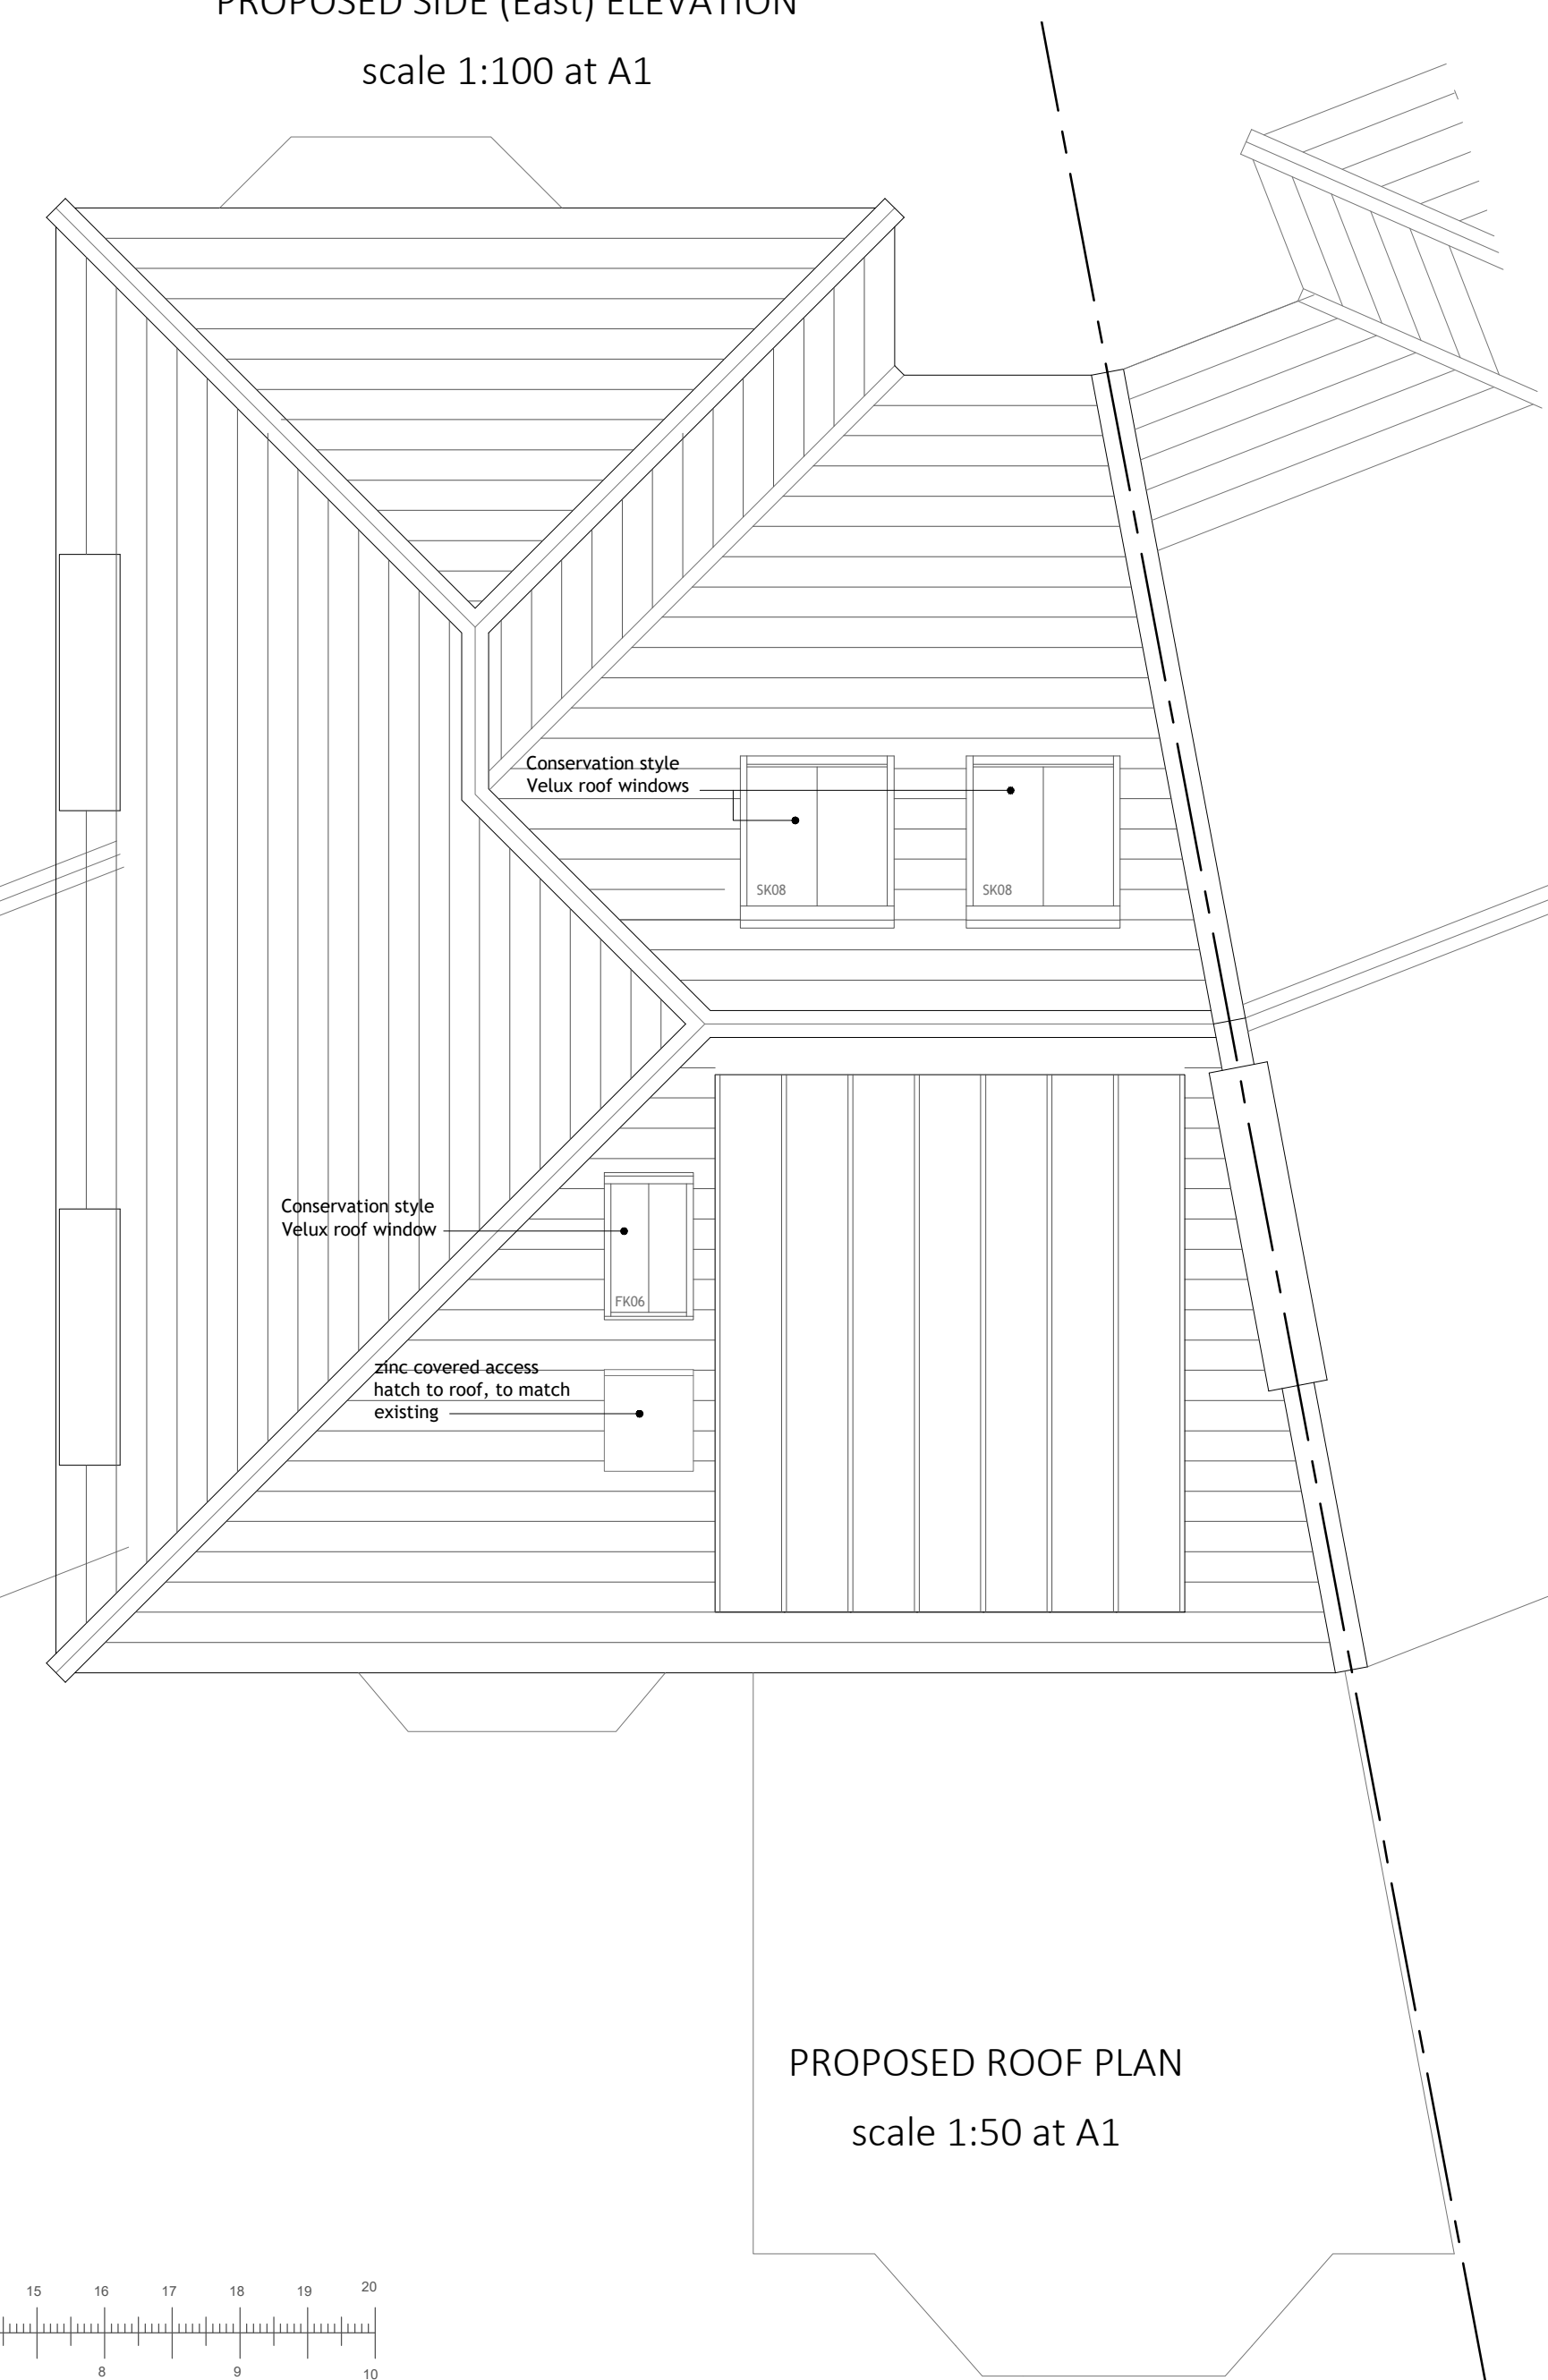 PROPOSED SIDE (East) ELEVATION
scale 1:100 at A1
Conservation style
Velux roof windows
SK08
SK08
Conservation style
Velux roof window
FK06
zinc covered access
hatch to roof, to match
existing
PROPOSED ROOF PLAN
scale 1:50 at A1
15 16 17 18 19 20
8 9 10